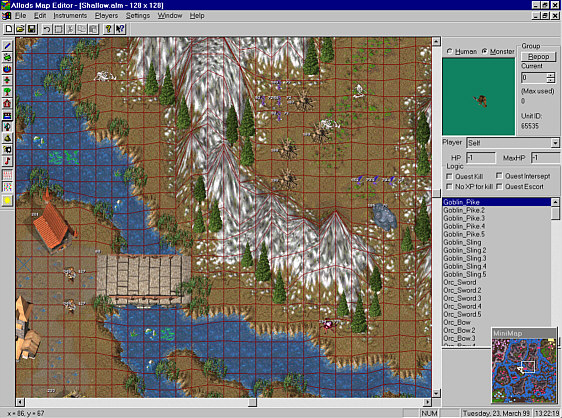 Allods Map Editor - [Shallow.alm - 128 x 128]
File Edit Instruments Players Settings Window Help
Human Monster
Group
Repop
Current
0
(Max used)
0
Unit ID:
65535
Player Self
HP -1 MaxHP -1
Logic
Quest Kill Quest Intersept
No XP for kill Quest Escort
Goblin_Pike
Goblin_Pike.2
Goblin_Pike.3
Goblin_Pike.4
Goblin_Pike.5
Goblin_Sling
Goblin_Sling.2
Goblin_Sling.3
Goblin_Sling.4
Goblin_Sling.5
Orc_Sword
Orc_Sword.2
Orc_Sword.3
Orc_Sword.4
Orc_Sword.5
Orc_Bow
Orc_Bow.2
Orc_Bow.3
MiniMap
x = 86, y = 67
NUM
Tuesday, 23, March 99
13:22:19